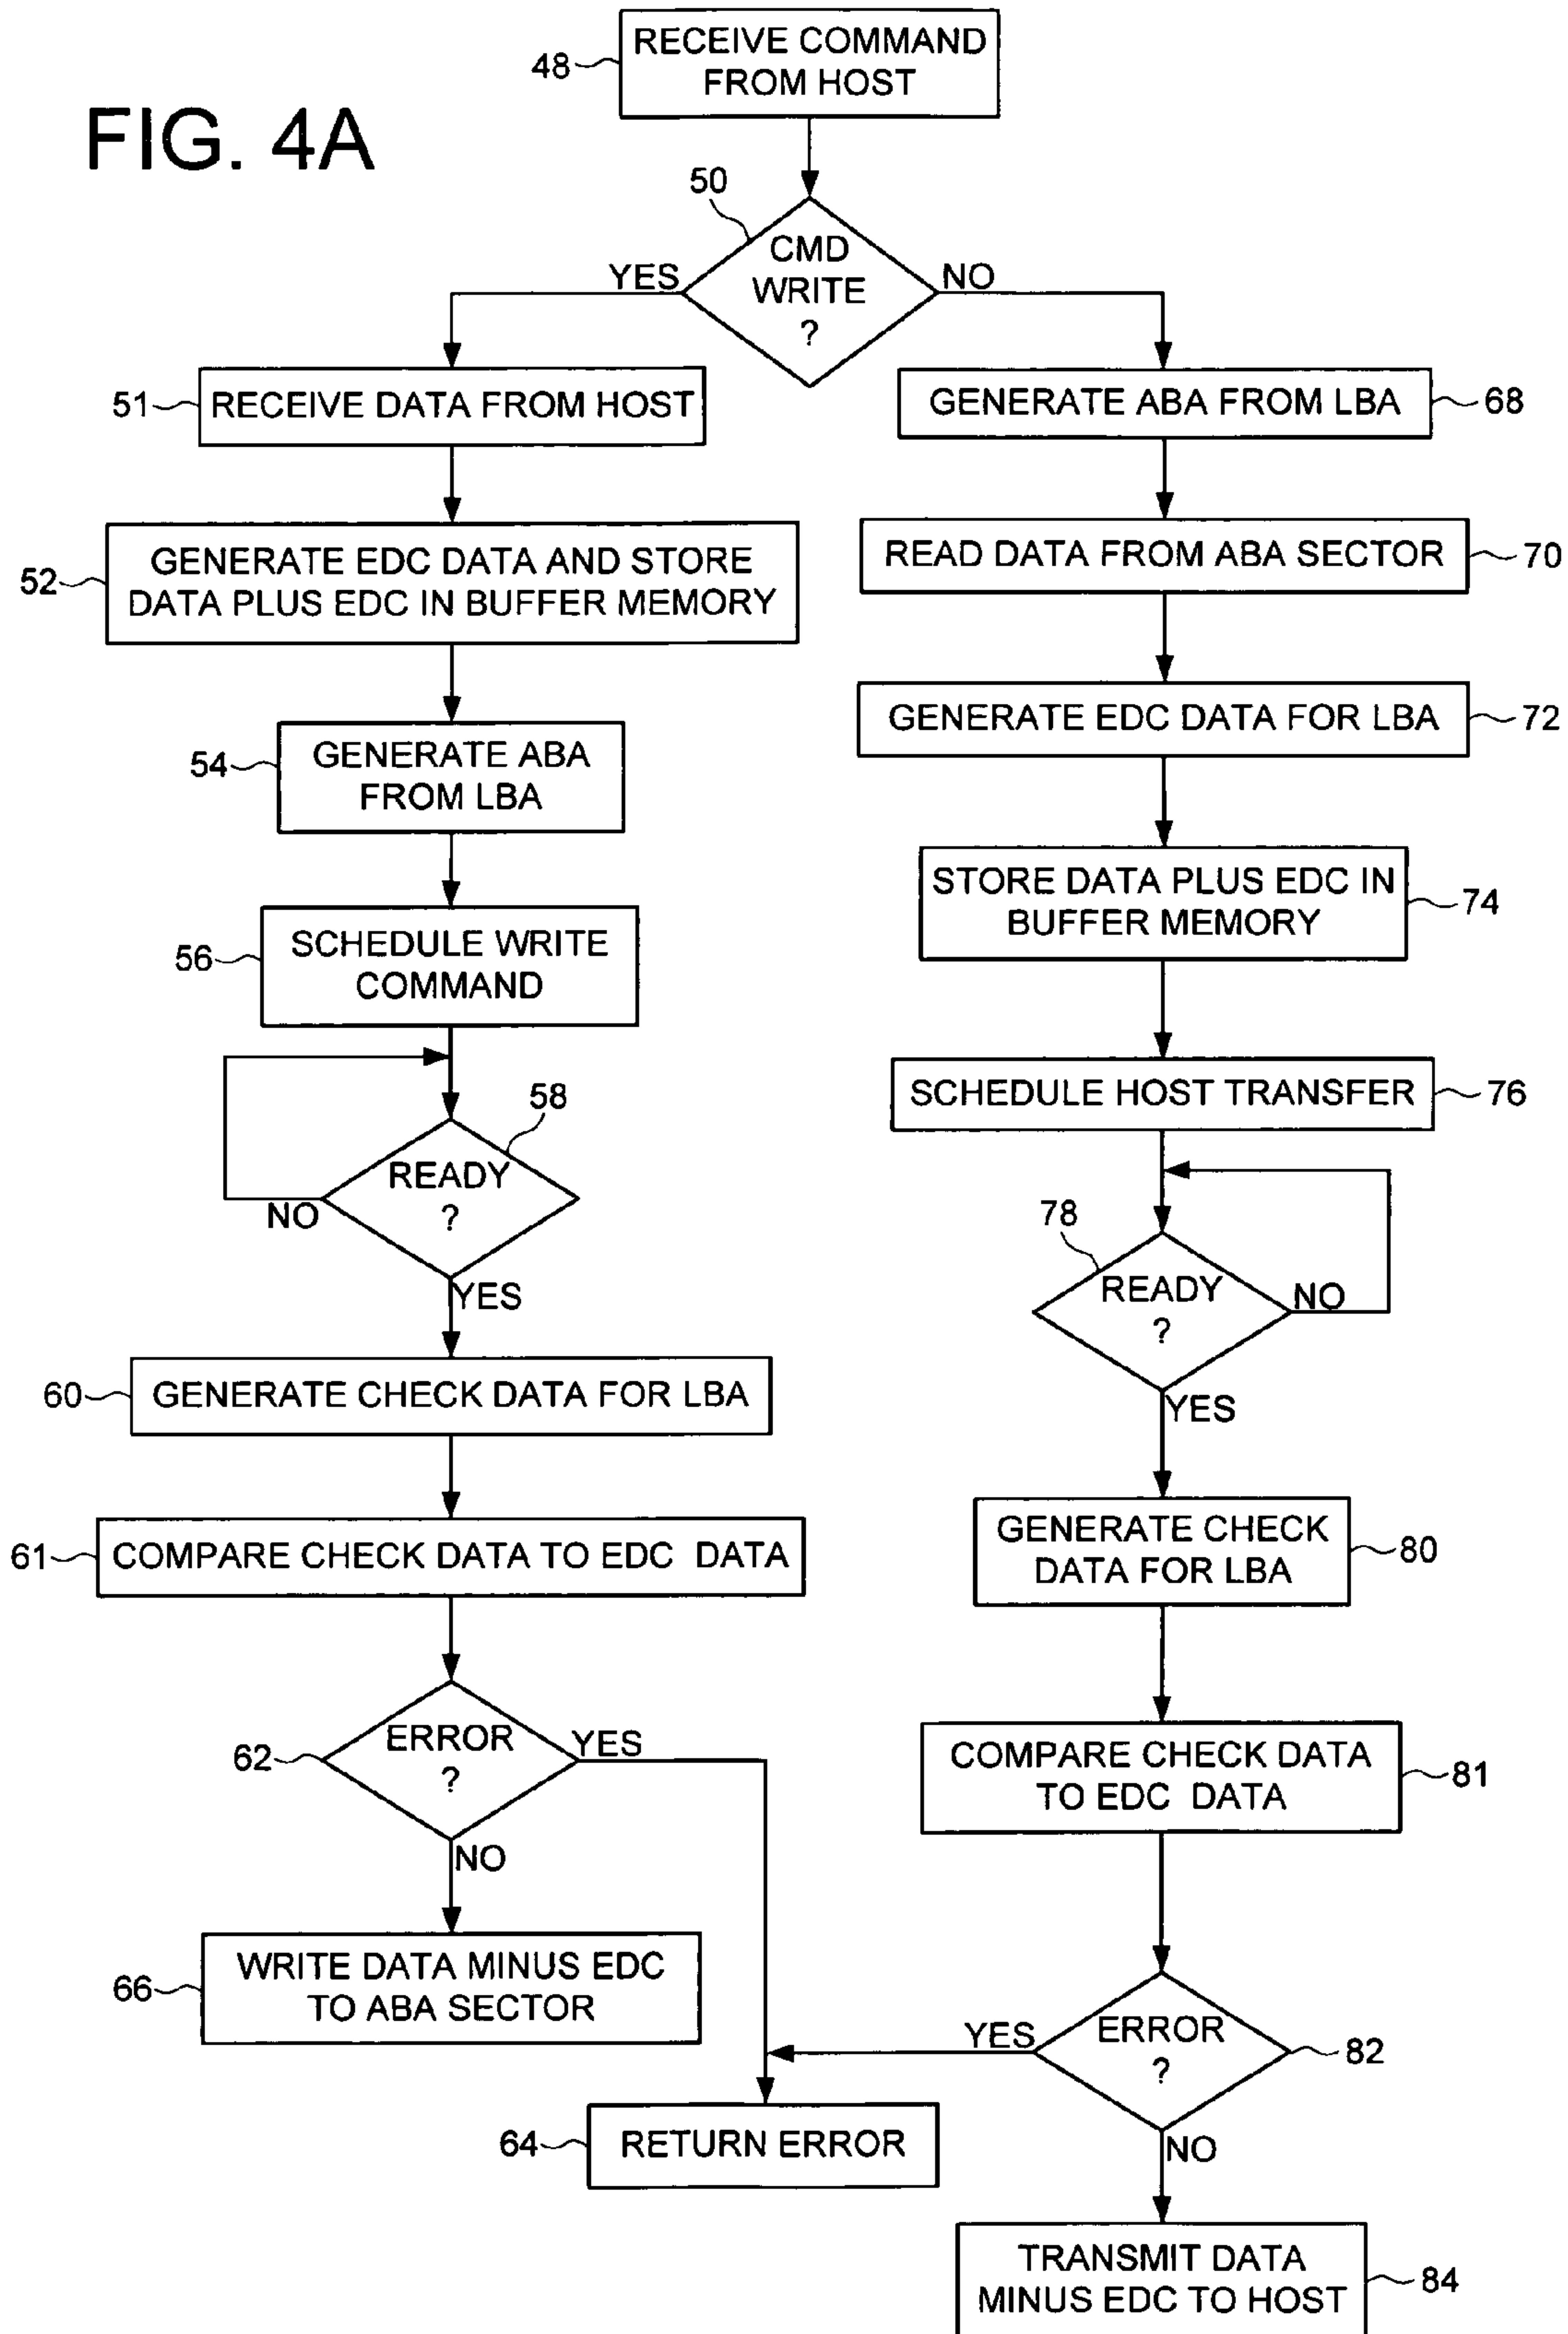 FIG. 4A
48
RECEIVE COMMAND
FROM HOST
50
CMD
WRITE
?
YES
NO
51
RECEIVE DATA FROM HOST
52
GENERATE EDC DATA AND STORE
DATA PLUS EDC IN BUFFER MEMORY
54
GENERATE ABA
FROM LBA
56
SCHEDULE WRITE
COMMAND
58
READY
?
NO
YES
60
GENERATE CHECK DATA FOR LBA
61
COMPARE CHECK DATA TO EDC DATA
62
ERROR
?
YES
NO
66
WRITE DATA MINUS EDC
TO ABA SECTOR
64
RETURN ERROR
GENERATE ABA FROM LBA
68
READ DATA FROM ABA SECTOR
70
GENERATE EDC DATA FOR LBA
72
STORE DATA PLUS EDC IN
BUFFER MEMORY
74
SCHEDULE HOST TRANSFER
76
78
READY
?
NO
YES
GENERATE CHECK
DATA FOR LBA
80
COMPARE CHECK DATA
TO EDC DATA
81
ERROR
?
82
YES
NO
TRANSMIT DATA
MINUS EDC TO HOST
84